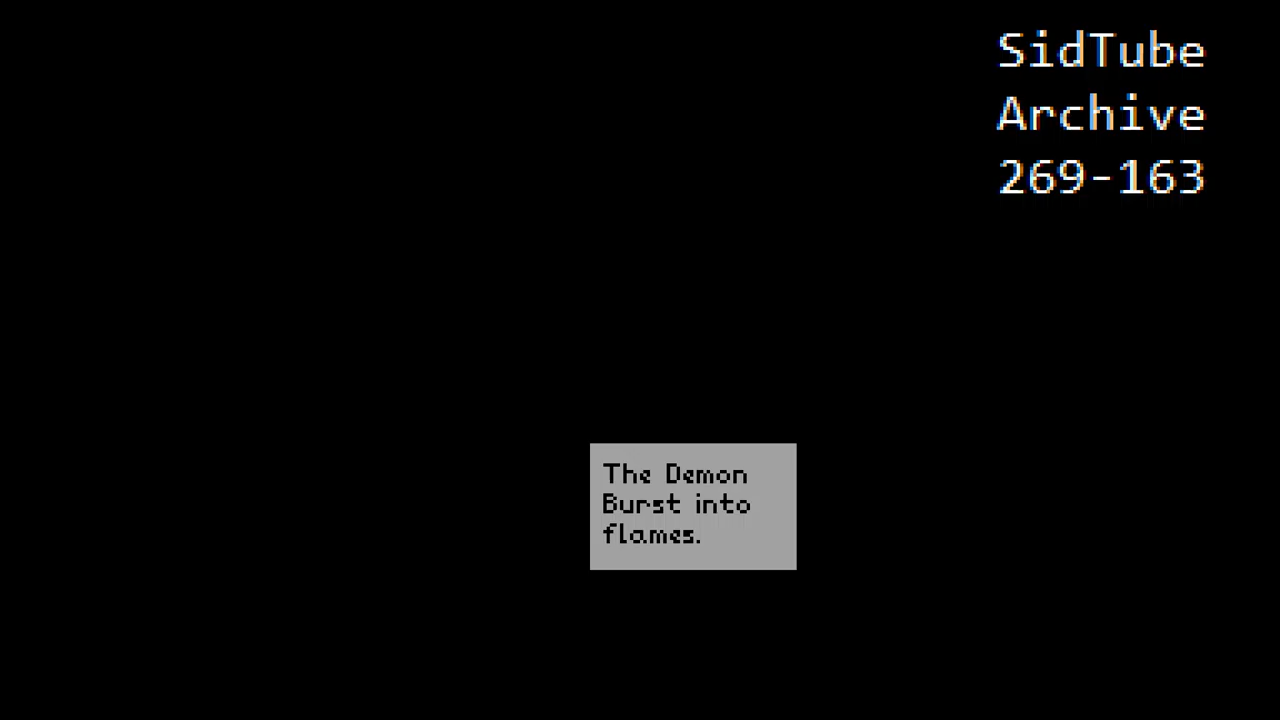 SidTube
Archive
269-163
The Demon
Burst into
flames.